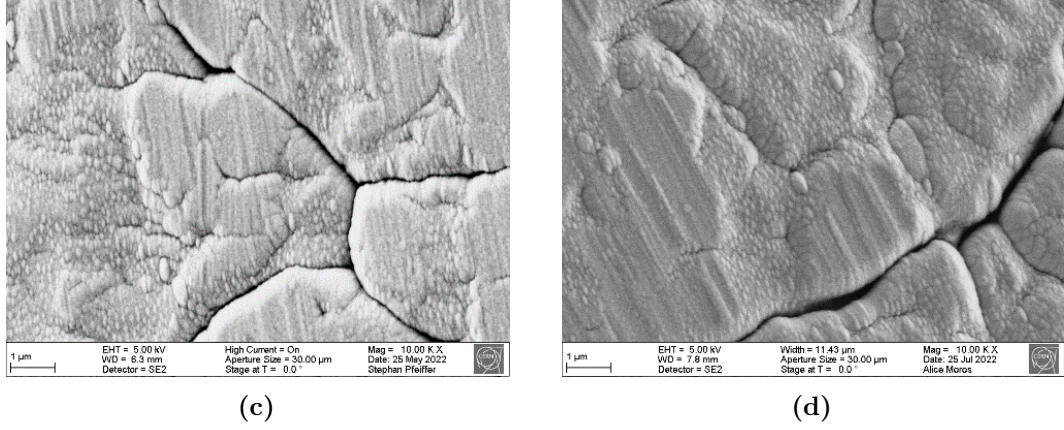 1 µm
EHT = 5.00 kV
WD = 6.3 mm
Detector = SE2
High Current = On
Aperture Size = 30.00 µm
Stage at T = 0.0 °
Mag = 10.00 K X
Date: 25 May 2022
Stephan Pfeiffer
CERN
1 µm
EHT = 5.00 kV
WD = 7.8 mm
Detector = SE2
Width = 11.43 µm
Aperture Size = 30.00 µm
Stage at T = 0.0 °
Mag = 10.00 K X
Date: 25 Jul 2022
Alice Moros
CERN
(c)
(d)